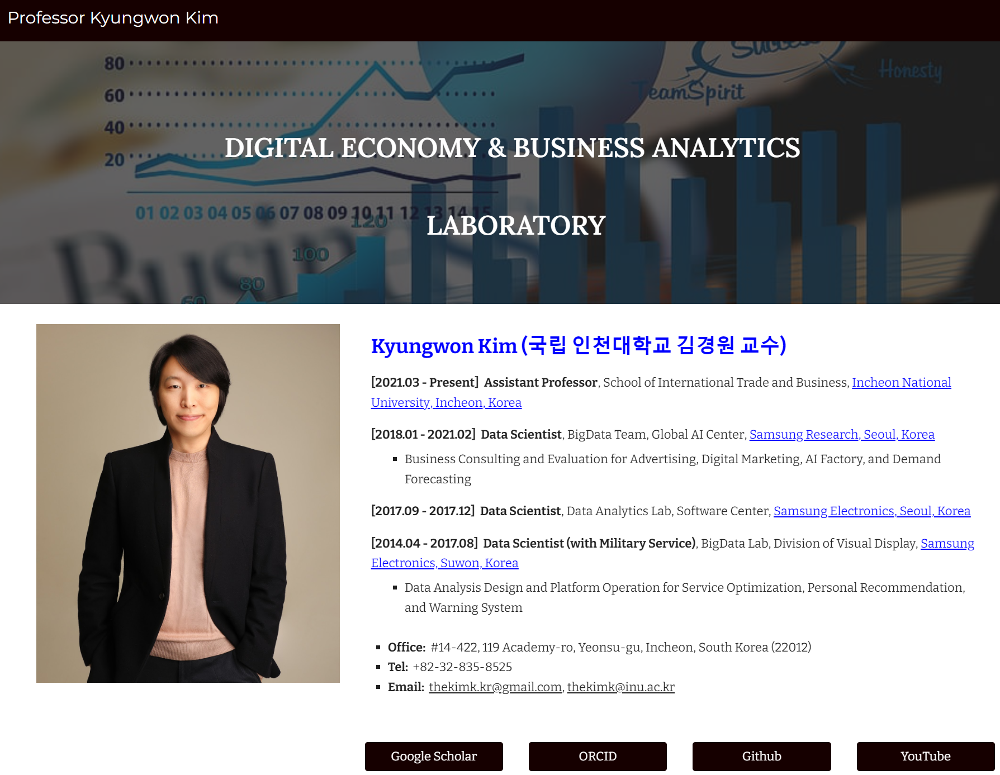 Professor Kyungwon Kim
Success
Honesty
TeamSpirit
80
60
40
20
DIGITAL ECONOMY & BUSINESS ANALYTICS
01 02 03 04 05 06 07 08 09 10 11 12 13 14 15
LABORATORY
120
100
80
60
Business
Kyungwon Kim (국립 인천대학교 김경원 교수)
[2021.03 - Present] Assistant Professor, School of International Trade and Business, Incheon National
University, Incheon, Korea
[2018.01 - 2021.02] Data Scientist, BigData Team, Global AI Center, Samsung Research, Seoul, Korea
▪ Business Consulting and Evaluation for Advertising, Digital Marketing, AI Factory, and Demand
Forecasting
[2017.09 - 2017.12] Data Scientist, Data Analytics Lab, Software Center, Samsung Electronics, Seoul, Korea
[2014.04 - 2017.08] Data Scientist (with Military Service), BigData Lab, Division of Visual Display, Samsung
Electronics, Suwon, Korea
▪ Data Analysis Design and Platform Operation for Service Optimization, Personal Recommendation,
and Warning System
▪ Office: #14-422, 119 Academy-ro, Yeonsu-gu, Incheon, South Korea (22012)
▪ Tel: +82-32-835-8525
▪ Email: thekimk.kr@gmail.com, thekimk@inu.ac.kr
Google Scholar
ORCID
Github
YouTube